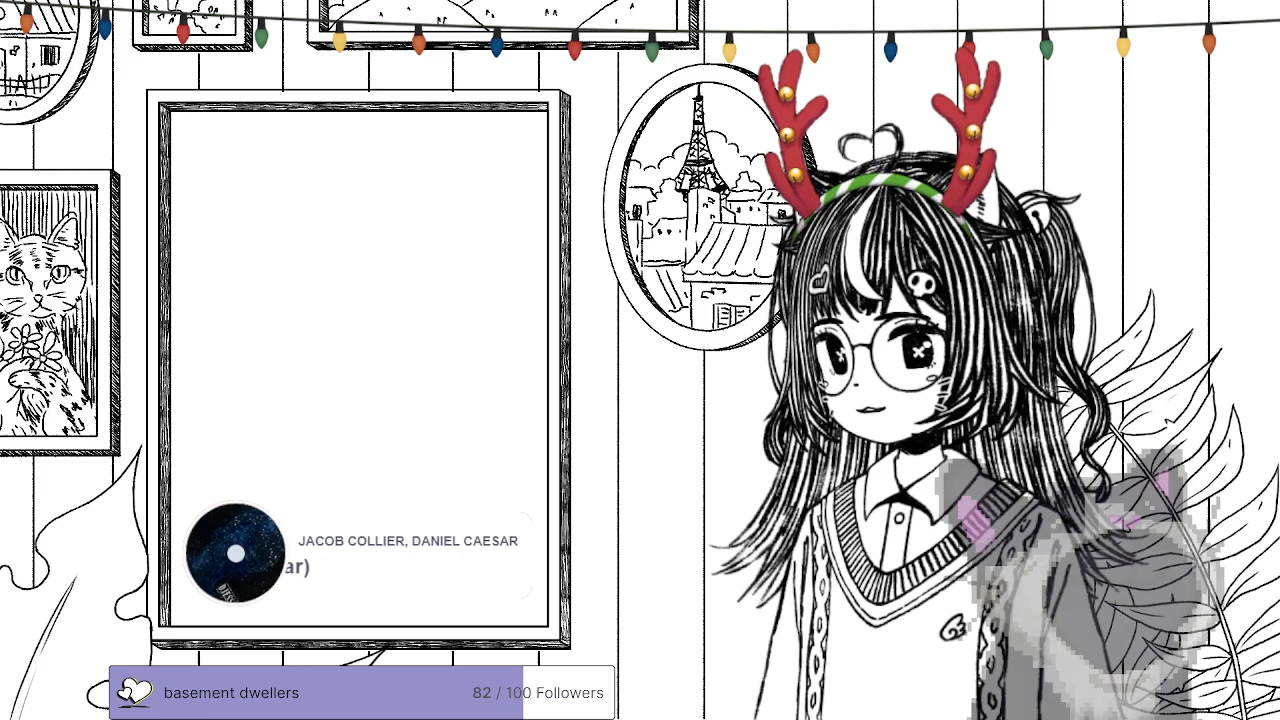 JACOB COLLIER, DANIEL CAESAR
ar)
basement dwellers 82 / 100 Followers